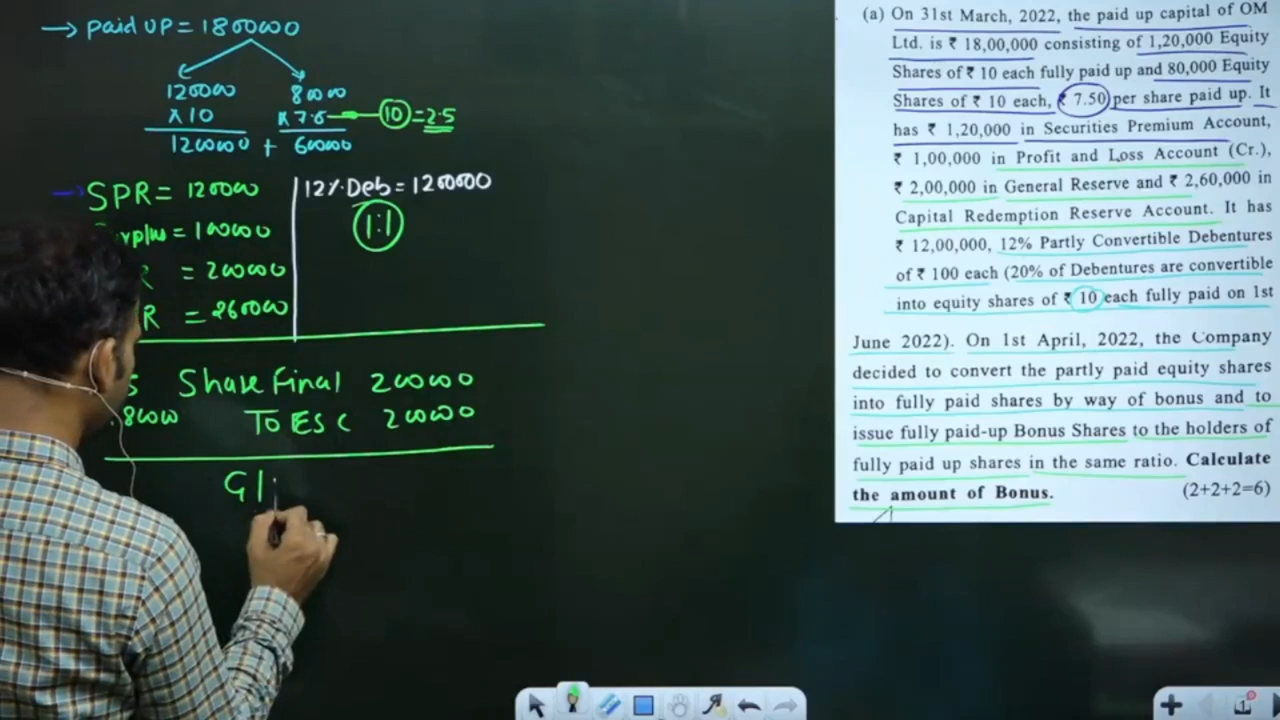 → paid up = 1800000
120000 80000
x 10 x 7.5 ← 10 = 2.5
1200000 + 600000
→ SPR = 120000 12% Deb = 1200000
= 100000 1:1
R = 200000
R = 260000
Share Final 200000
To ESC 200000
(a) On 31st March, 2022, the paid up capital of OM
Ltd. is ₹ 18,00,000 consisting of 1,20,000 Equity
Shares of ₹ 10 each fully paid up and 80,000 Equity
Shares of ₹ 10 each, ₹ 7.50 per share paid up. It
has ₹ 1,20,000 in Securities Premium Account,
₹ 1,00,000 in Profit and Loss Account (Cr.),
₹ 2,00,000 in General Reserve and ₹ 2,60,000 in
Capital Redemption Reserve Account. It has
₹ 12,00,000, 12% Partly Convertible Debentures
of ₹ 100 each (20% of Debentures are convertible
into equity shares of ₹ 10 each fully paid on 1st
June 2022). On 1st April, 2022, the Company
decided to convert the partly paid equity shares
into fully paid shares by way of bonus and to
issue fully paid-up Bonus Shares to the holders of
fully paid up shares in the same ratio. Calculate
the amount of Bonus. (2+2+2=6)